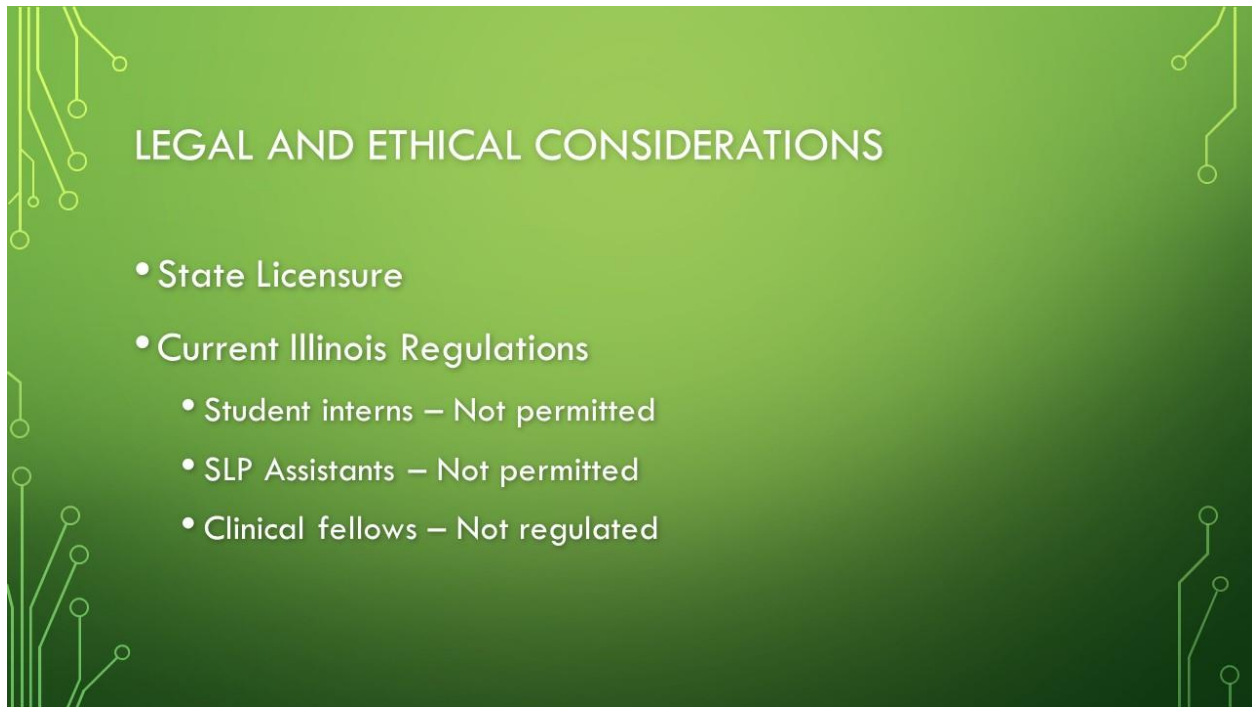 LEGAL AND ETHICAL CONSIDERATIONS
• State Licensure
• Current Illinois Regulations
• Student interns – Not permitted
• SLP Assistants – Not permitted
• Clinical fellows – Not regulated